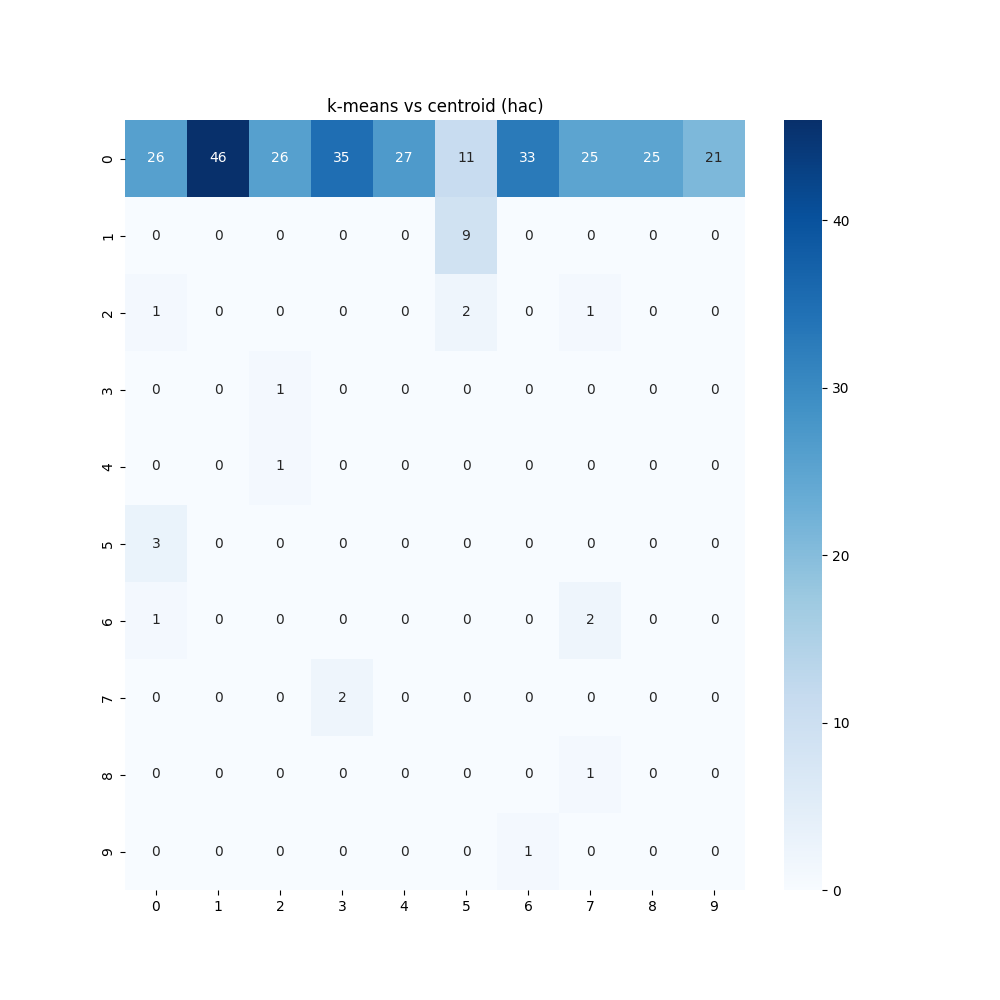 k-means vs centroid (hac)
0 26 46 26 35 27 11 33 25 25 21
40
1 0 0 0 0 0 9 0 0 0 0
2 1 0 0 0 0 2 0 1 0 0
3 0 0 1 0 0 0 0 0 0 0
30
4 0 0 1 0 0 0 0 0 0 0
5 3 0 0 0 0 0 0 0 0 0
20
6 1 0 0 0 0 0 0 2 0 0
7 0 0 0 2 0 0 0 0 0 0
10
8 0 0 0 0 0 0 0 1 0 0
9 0 0 0 0 0 0 1 0 0 0
0
0 1 2 3 4 5 6 7 8 9